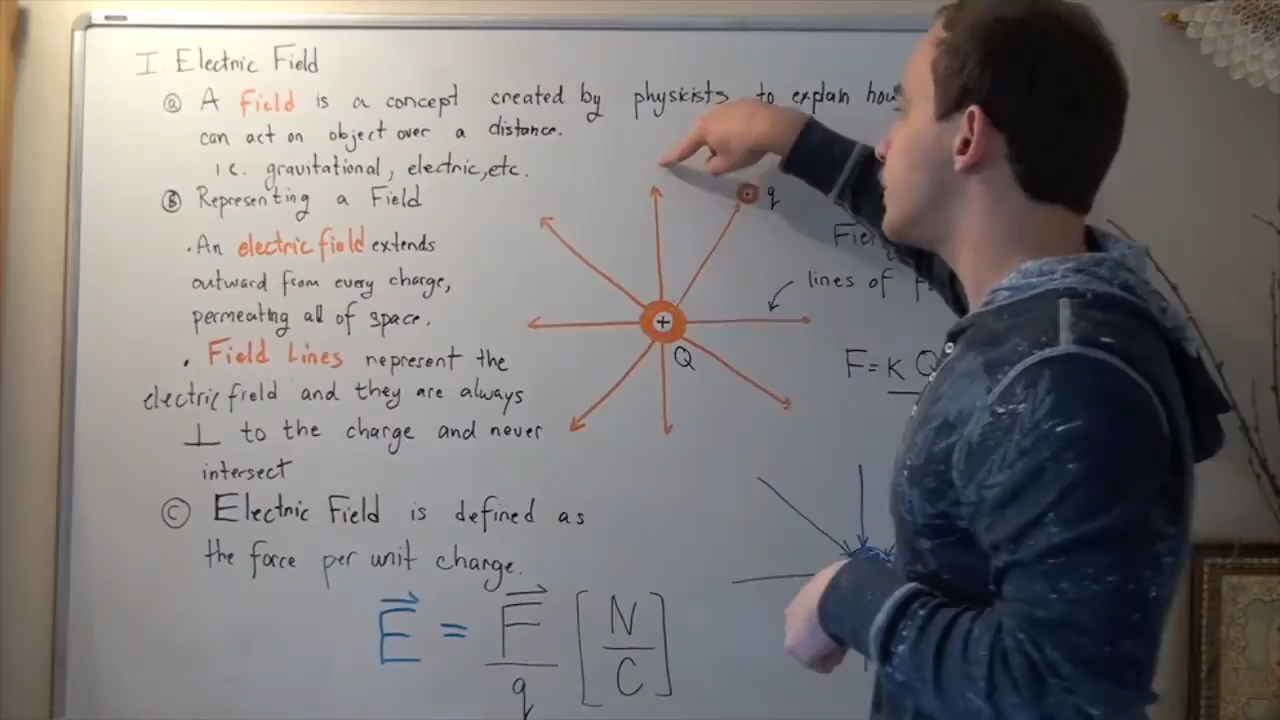 I Electric Field
ⓐ A field is a concept created by physicists to explain how
can act on object over a distance.
i.e. gravitational, electric, etc.
Ⓑ Representing a Field
• An electric field extends
outward from every charge,
permeating all of space.
• Field Lines represent the
electric field and they are always
⊥ to the charge and never
intersect
Ⓒ Electric Field is defined as
the force per unit charge.
E = F/q [N/C]
q
lines of
+
Q
F=k Q